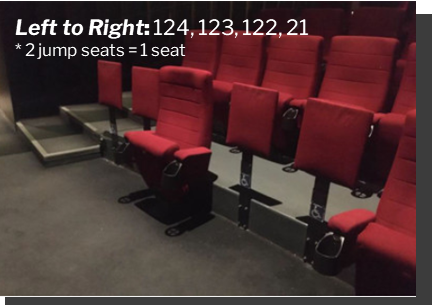 Left to Right: 124, 123, 122, 21
* 2 jump seats = 1 seat